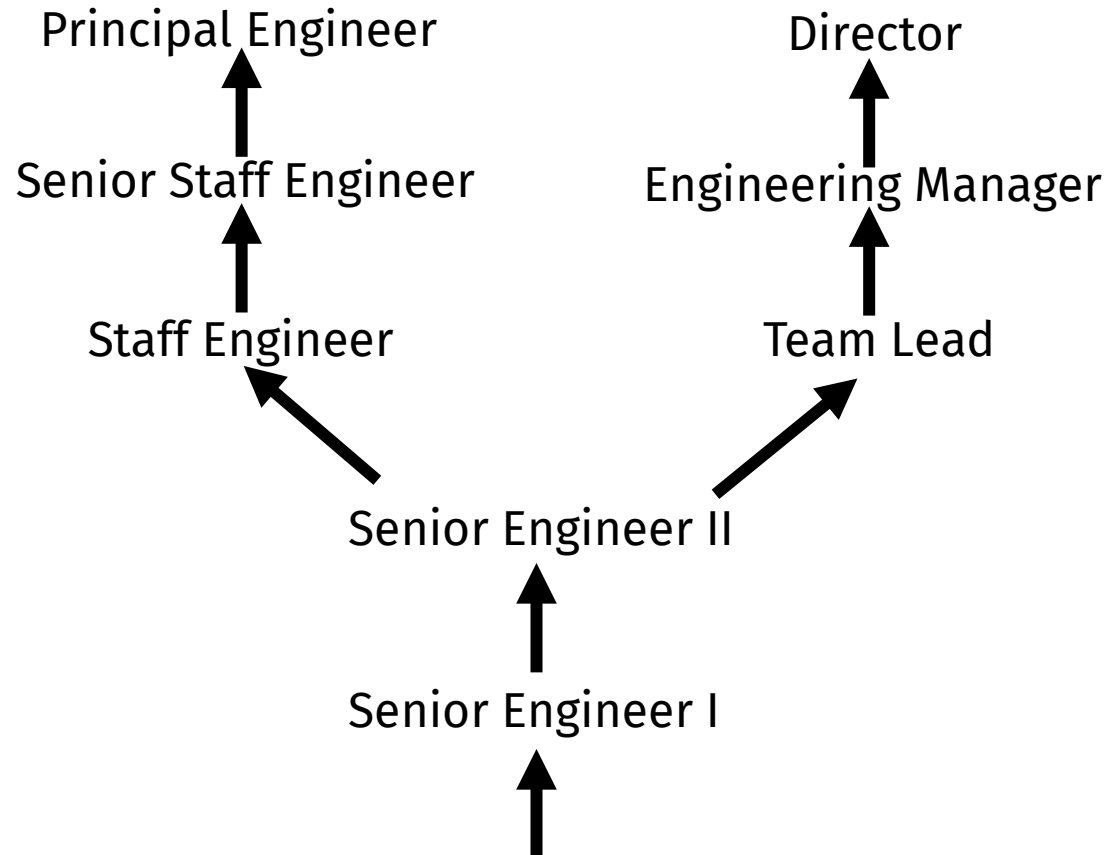 Principal Engineer
Director
Senior Staff Engineer
Engineering Manager
Staff Engineer
Team Lead
Senior Engineer II
Senior Engineer I